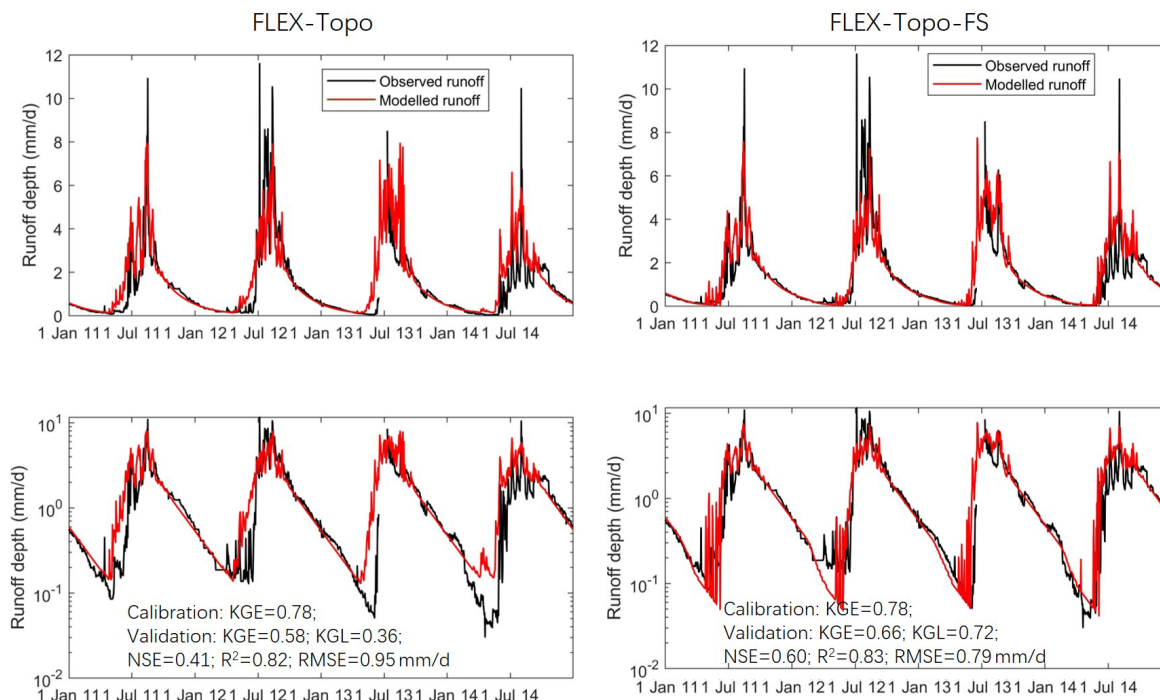 FLEX-Topo
FLEX-Topo-FS
12
10
8
6
4
2
0
Runoff depth (mm/d)
Observed runoff
Modelled runoff
1 Jan 11 1 Jul 11 1 Jan 12 1 Jul 12 1 Jan 13 1 Jul 13 1 Jan 14 1 Jul 14
12
10
8
6
4
2
0
Runoff depth (mm/d)
Observed runoff
Modelled runoff
1 Jan 11 1 Jul 11 1 Jan 12 1 Jul 12 1 Jan 13 1 Jul 13 1 Jan 14 1 Jul 14
10^1
10^0
10^-1
10^-2
Runoff depth (mm/d)
Calibration: KGE=0.78;
Validation: KGE=0.58; KGL=0.36;
NSE=0.41; R²=0.82; RMSE=0.95 mm/d
1 Jan 11 1 Jul 11 1 Jan 12 1 Jul 12 1 Jan 13 1 Jul 13 1 Jan 14 1 Jul 14
10^1
10^0
10^-1
10^-2
Runoff depth (mm/d)
Calibration: KGE=0.78;
Validation: KGE=0.66; KGL=0.72;
NSE=0.60; R²=0.83; RMSE=0.79 mm/d
1 Jan 11 1 Jul 11 1 Jan 12 1 Jul 12 1 Jan 13 1 Jul 13 1 Jan 14 1 Jul 14